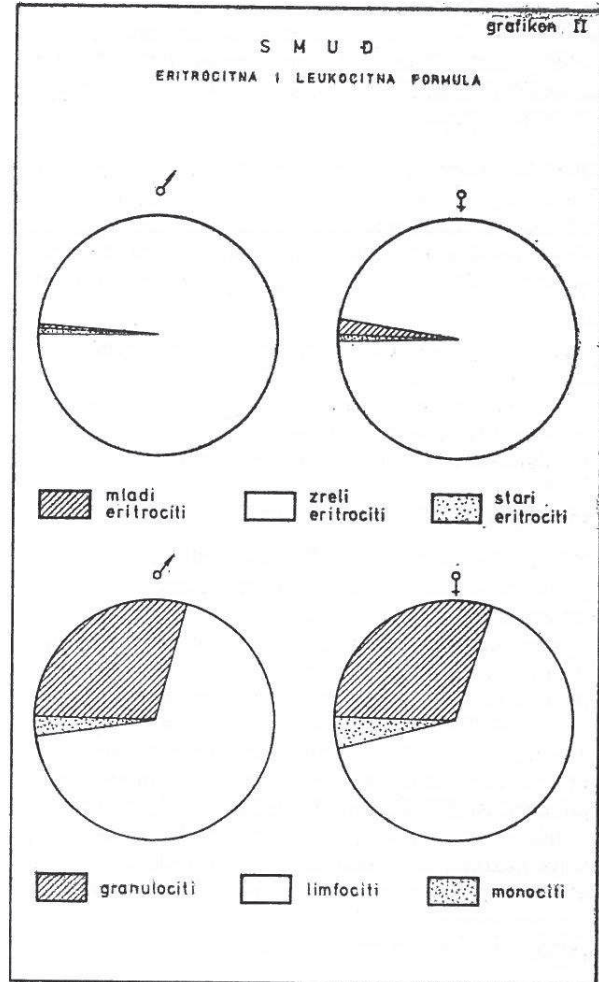 grafikon II
S M U Đ
ERITROCITNA I LEUKOCITNA FORMULA
♂ ♀
mladi eritrociti
zreli eritrociti
stari eritrociti
♂ ♀
granulociti limfociti monociti